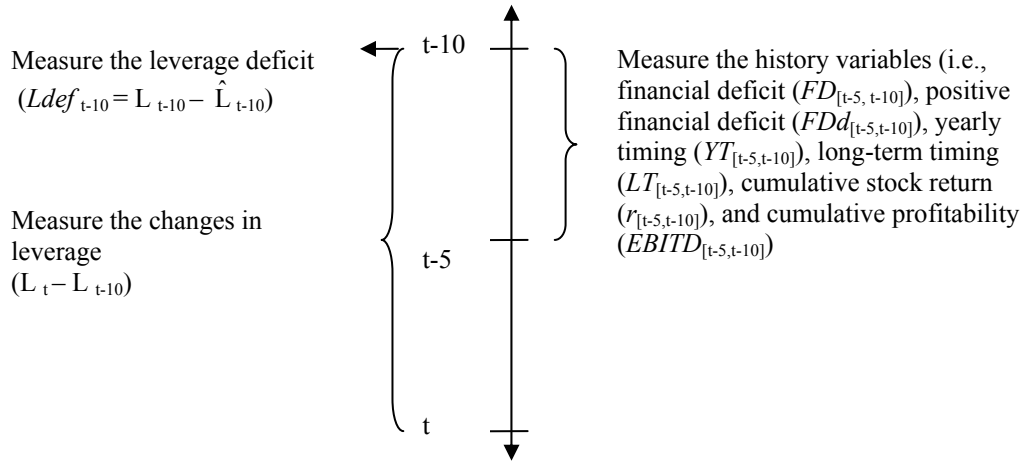 Measure the leverage deficit
(Ldef t-10 = L t-10 – L̂ t-10)
Measure the changes in
leverage
(L t – L t-10)
t-10
t-5
t
Measure the history variables (i.e.,
financial deficit (FD[t-5, t-10]), positive
financial deficit (FDd[t-5,t-10]), yearly
timing (YT[t-5,t-10]), long-term timing
(LT[t-5,t-10]), cumulative stock return
(r[t-5,t-10]), and cumulative profitability
(EBITD[t-5,t-10])